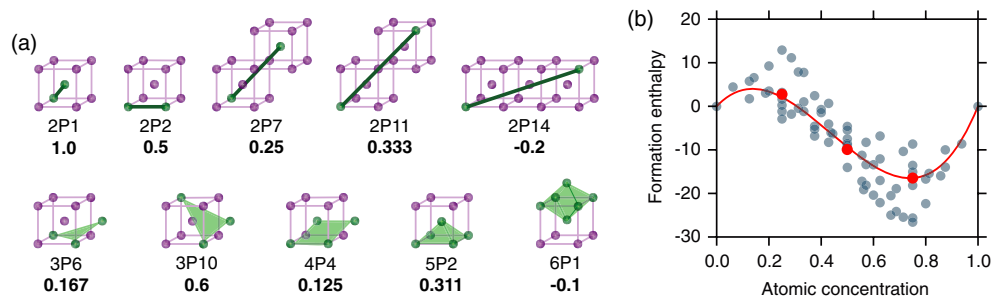 (a)
2P1 2P2 2P7 2P11 2P14
1.0 0.5 0.25 0.333 -0.2
3P6 3P10 4P4 5P2 6P1
0.167 0.6 0.125 0.311 -0.1
(b)
Formation enthalpy
20
10
0
-10
-20
-30
0.0 0.2 0.4 0.6 0.8 1.0
Atomic concentration